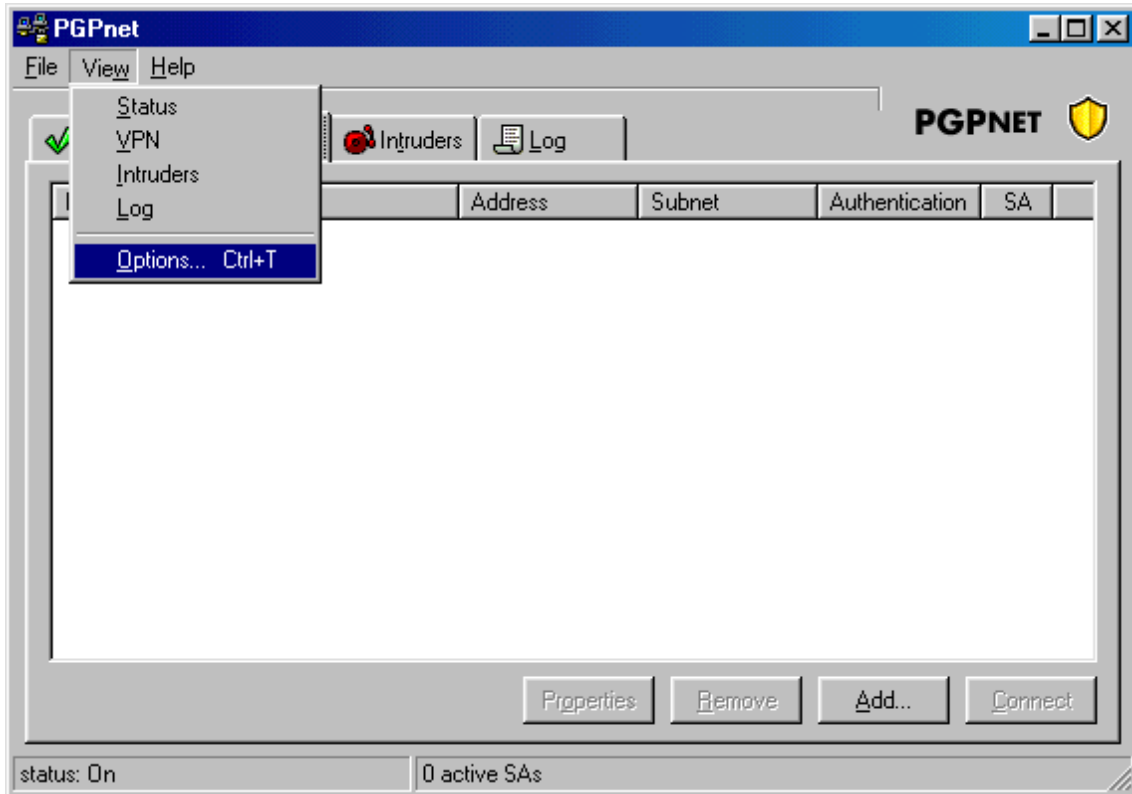 PGPnet
File View Help
Status
VPN
Intruders
Log
Options... Ctrl+T
Intruders Log
PGPNET
Address Subnet Authentication SA
Properties Remove Add... Connect
status: On 0 active SAs